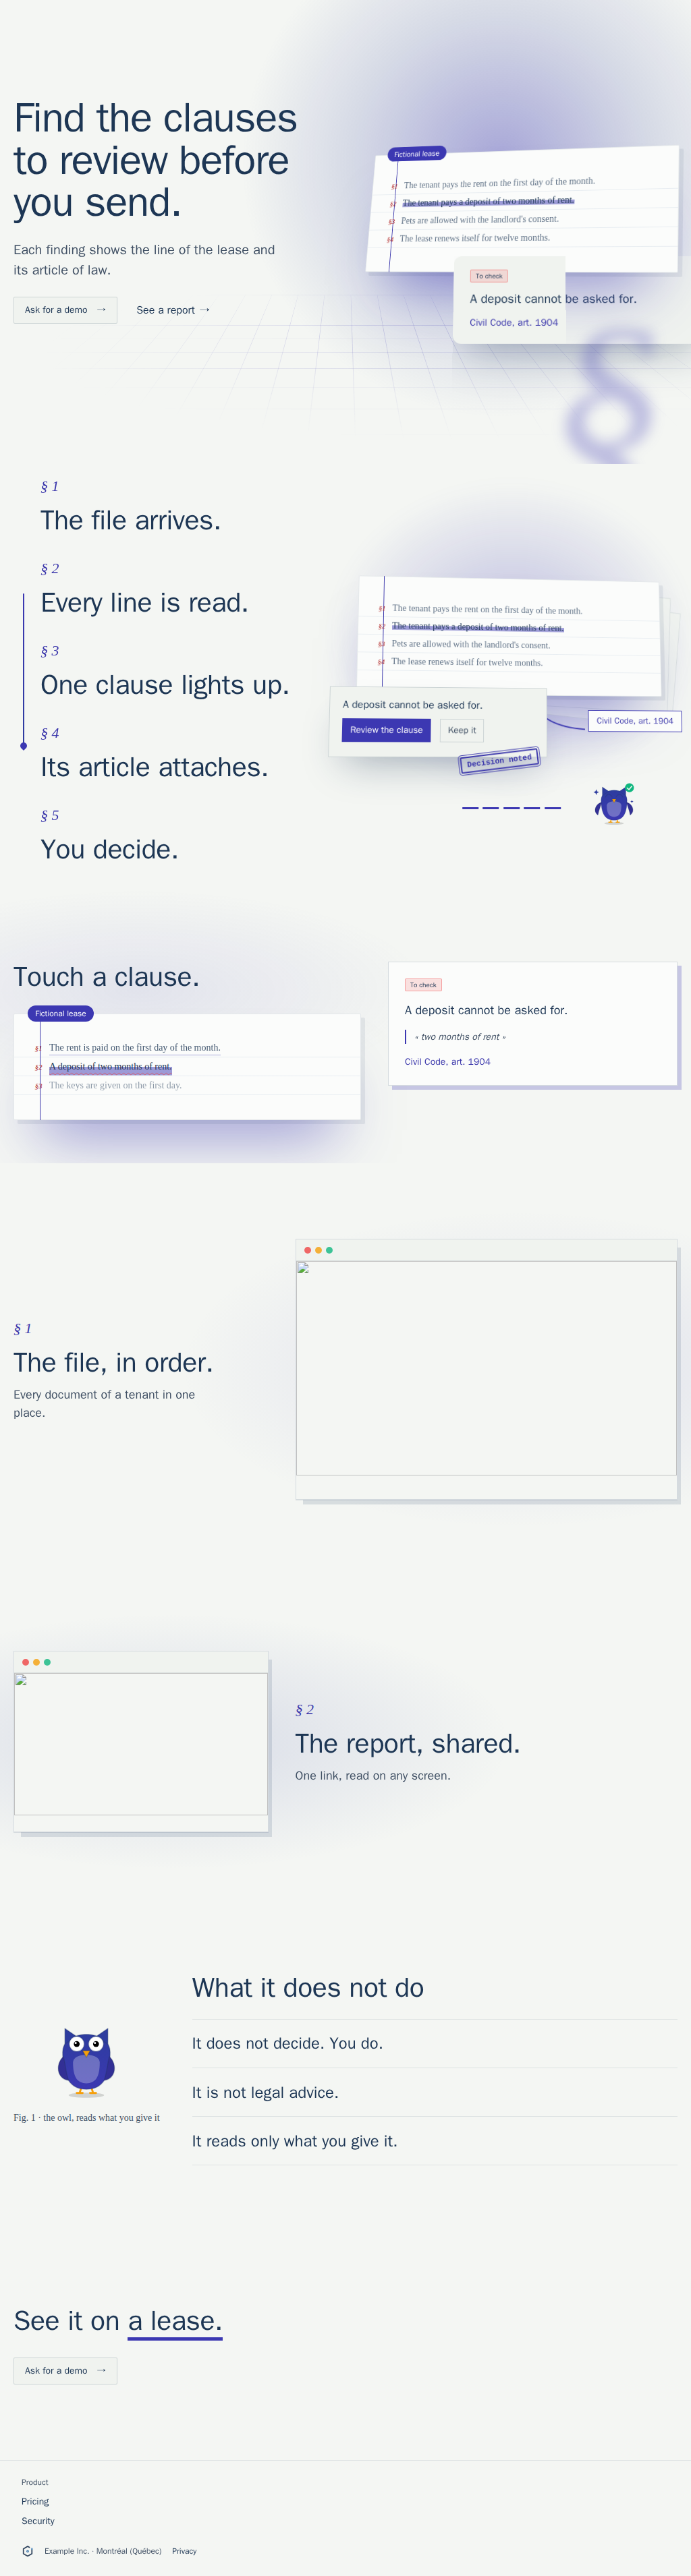 Find the clauses
to review before
you send.
Each finding shows the line of the lease and
its article of law.
Ask for a demo →
See a report →
Fictional lease
§1 The tenant pays the rent on the first day of the month.
§2 The tenant pays a deposit of two months of rent.
§3 Pets are allowed with the landlord's consent.
§4 The lease renews itself for twelve months.
To check
A deposit cannot be asked for.
Civil Code, art. 1904
§
§ 1
The file arrives.
§ 2
Every line is read.
§ 3
One clause lights up.
§ 4
Its article attaches.
§ 5
You decide.
§1 The tenant pays the rent on the first day of the month.
§2 The tenant pays a deposit of two months of rent.
§3 Pets are allowed with the landlord's consent.
§4 The lease renews itself for twelve months.
A deposit cannot be asked for.
Review the clause
Keep it
Civil Code, art. 1904
Decision noted
Touch a clause.
Fictional lease
§1 The rent is paid on the first day of the month.
§2 A deposit of two months of rent.
§3 The keys are given on the first day.
To check
A deposit cannot be asked for.
« two months of rent »
Civil Code, art. 1904
§ 1
The file, in order.
Every document of a tenant in one
place.
§ 2
The report, shared.
One link, read on any screen.
What it does not do
It does not decide. You do.
It is not legal advice.
It reads only what you give it.
Fig. 1 · the owl, reads what you give it
See it on a lease.
Ask for a demo →
Product
Pricing
Security
Example Inc. · Montréal (Québec) Privacy